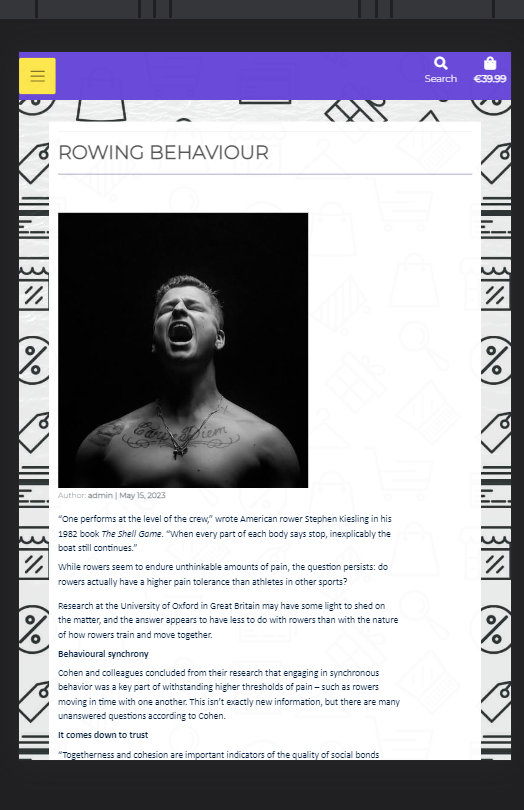 Search
€39.99
ROWING BEHAVIOUR
Carpe Diem
Author: admin | May 15, 2023
“One performs at the level of the crew,” wrote American rower Stephen Kiesling in his
1982 book The Shell Game. “When every part of each body says stop, inexplicably the
boat still continues.”
While rowers seem to endure unthinkable amounts of pain, the question persists: do
rowers actually have a higher pain tolerance than athletes in other sports?
Research at the University of Oxford in Great Britain may have some light to shed on
the matter, and the answer appears to have less to do with rowers than with the nature
of how rowers train and move together.
Behavioural synchrony
Cohen and colleagues concluded from their research that engaging in synchronous
behavior was a key part of withstanding higher thresholds of pain – such as rowers
moving in time with one another. This isn’t exactly new information, but there are many
unanswered questions according to Cohen.
It comes down to trust
“Togetherness and cohesion are important indicators of the quality of social bonds